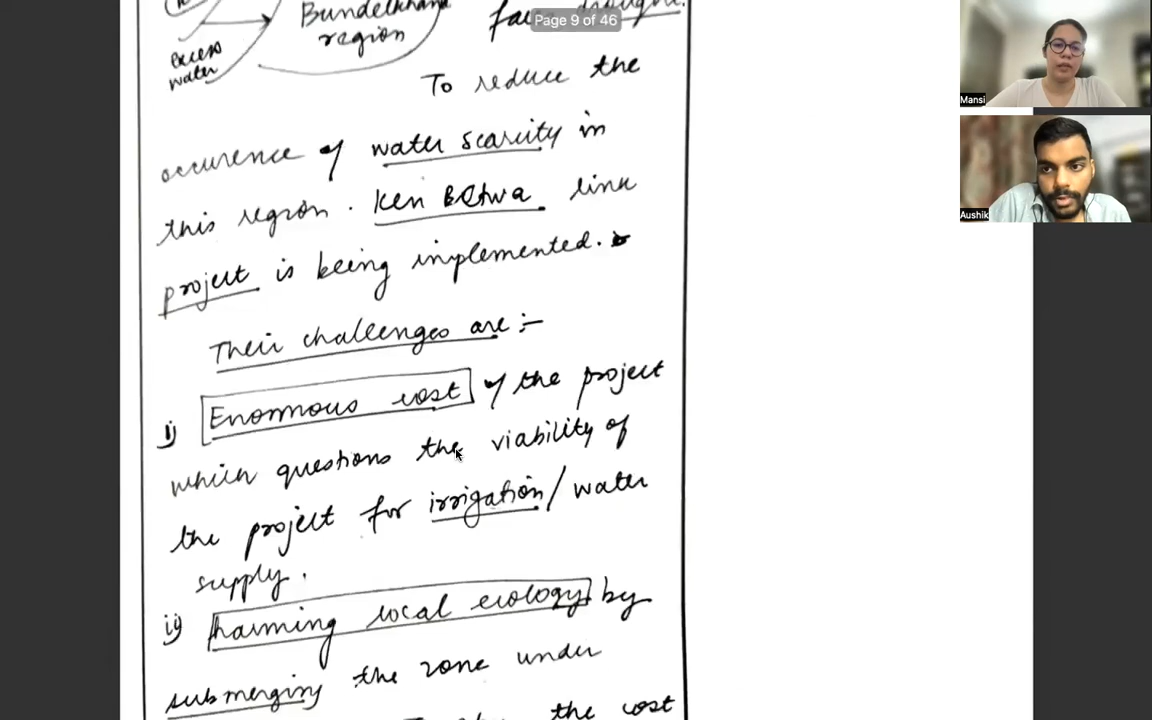 Bundelkhand
region
excess
water
Page 9 of 46
To reduce the
occurence of water scarcity in
this region. Ken Betwa link
project is being implemented.
Their challenges are :-
i) Enormous cost of the project
which questions the viability of
the project for irrigation/water
supply.
ii) harming local ecology by
submerging the zone under
the cost
Mansi
Aushik